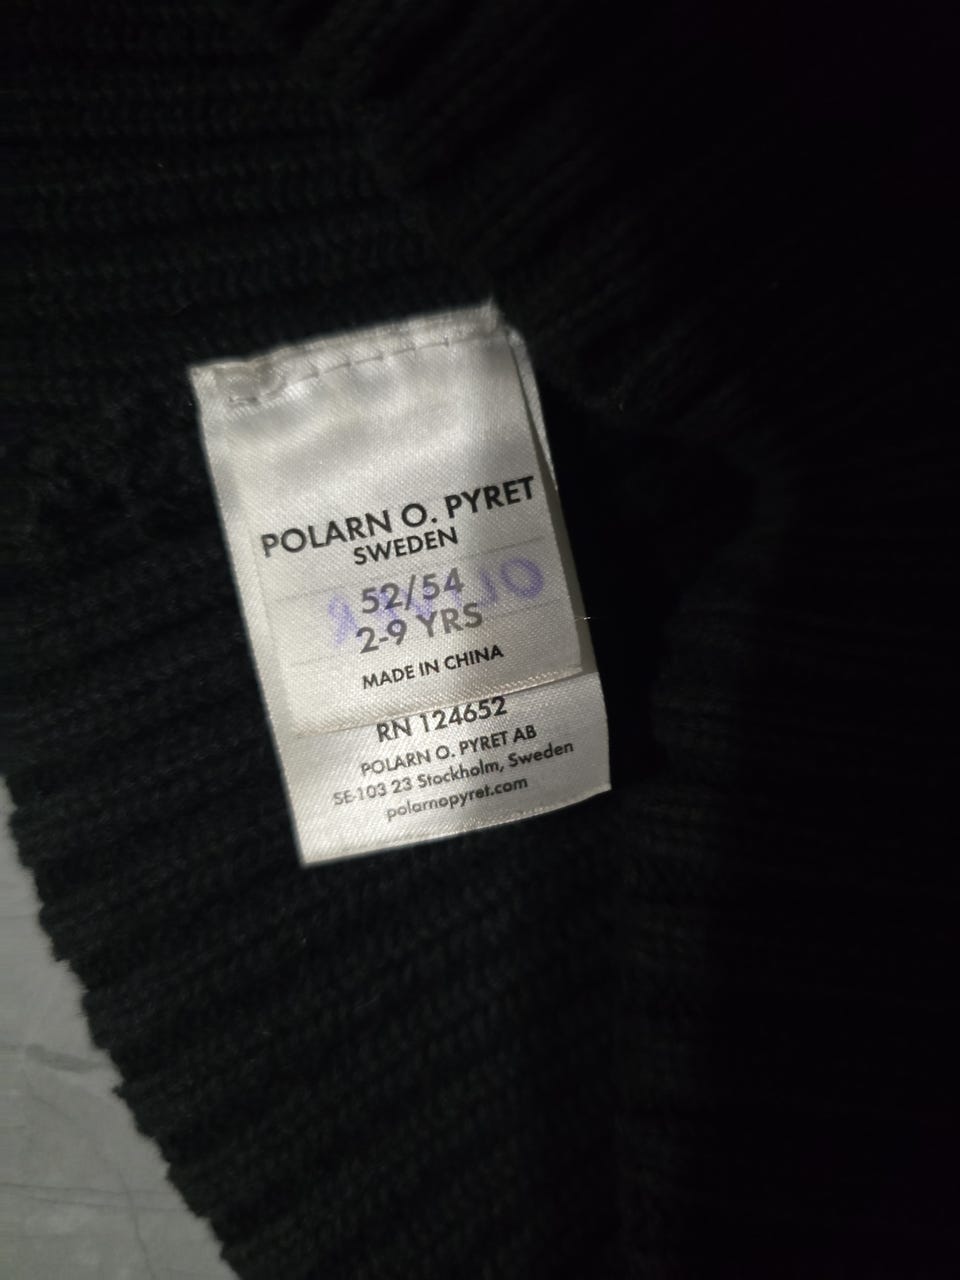 POLARN O. PYRET
SWEDEN
52/54
2-9 YRS
MADE IN CHINA
RN 124652
POLARN O. PYRET AB
SE-103 23 Stockholm, Sweden
polarnopyret.com